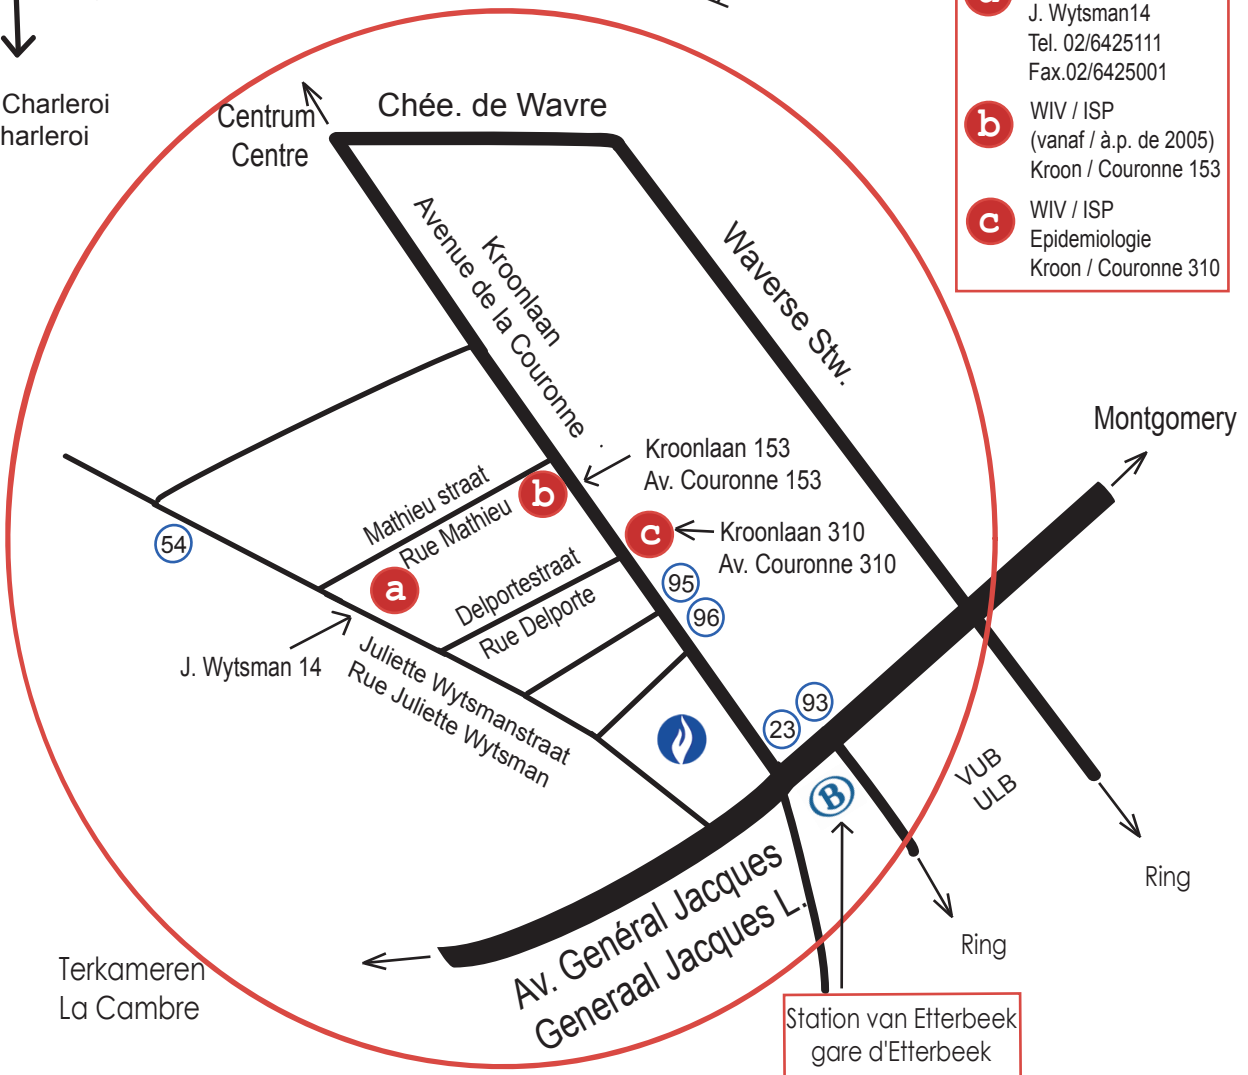 Charleroi
harleroi
Centrum
Centre
Chée. de Wavre
a
J. Wytsman14
Tel. 02/6425111
Fax.02/6425001
b
WIV / ISP
(vanaf / à.p. de 2005)
Kroon / Couronne 153
c
WIV / ISP
Epidemiologie
Kroon / Couronne 310
Kroonlaan
Avenue de la Couronne
Waverse Stw.
Montgomery
Kroonlaan 153
Av. Couronne 153
b
Mathieu straat
Rue Mathieu
c
Kroonlaan 310
Av. Couronne 310
54
a
Delportestraat
Rue Delporte
95
96
J. Wytsman 14
Juliette Wytsmanstraat
Rue Juliette Wytsman
93
23
B
VUB
ULB
Ring
Ring
Av. Genéral Jacques
Generaal Jacques L.
Terkameren
La Cambre
Station van Etterbeek
gare d'Etterbeek